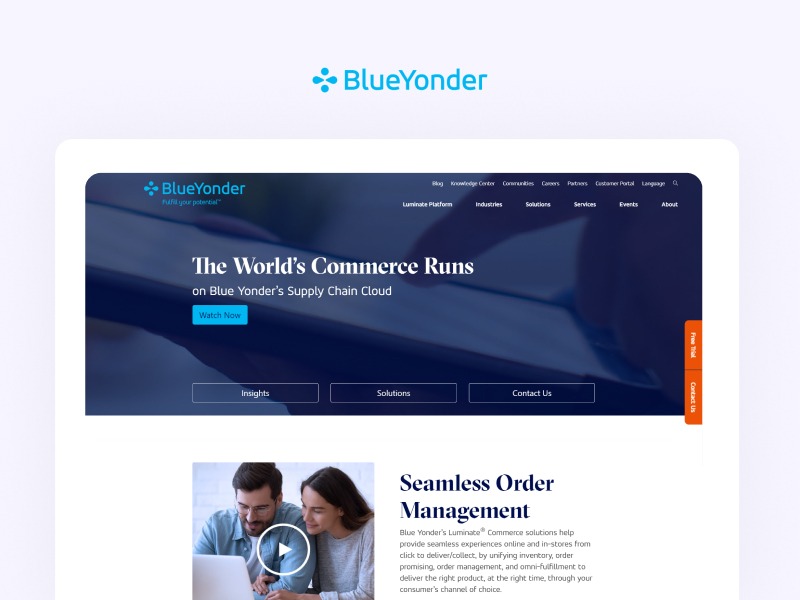 BlueYonder
BlueYonder
Fulfill your potential™
Blog Knowledge Center Communities Careers Partners Customer Portal Language
Luminate Platform Industries Solutions Services Events About
The World's Commerce Runs
on Blue Yonder's Supply Chain Cloud
Watch Now
Free Trial
Contact Us
Insights Solutions Contact Us
Seamless Order
Management
Blue Yonder's Luminate® Commerce solutions help
provide seamless experiences online and in-stores from
click to deliver/collect, by unifying inventory, order
promising, order management, and omni-fulfillment to
deliver the right product, at the right time, through your
consumer's channel of choice.